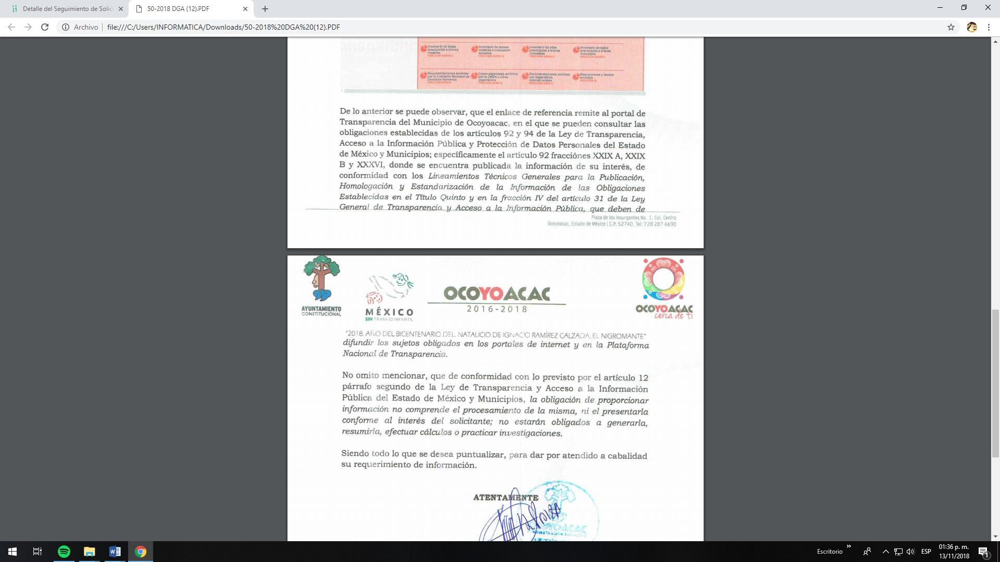 Detalle del Seguimiento de Solic
50-2018 DGA (12).PDF
Archivo
file:///C:/Users/INFORMATICA/Downloads/50-2018%20DGA%20(12).PDF
Inventario de bajas practicadas a bienes muebles
FRACCIÓN
Inventario de bienes muebles e inmuebles donados
FRACCIÓN
Inventario de altas practicadas a bienes inmuebles
FRACCIÓN
Inventario de bajas practicadas a bienes inmuebles
FRACCIÓN
Recomendaciones emitidas por la Comisión Nacional de Derechos Humanos
FRACCIÓN
Casos especiales emitidos por la CNDH u otros organismos
FRACCIÓN
Recomendaciones emitidas por organismos internacionales
FRACCIÓN
Resoluciones y laudos emitidos
FRACCIÓN XL
De lo anterior se puede observar, que el enlace de referencia remite al portal de
Transparencia del Municipio de Ocoyoacac, en el que se pueden consultar las
obligaciones establecidas de los artículos 92 y 94 de la Ley de Transparencia,
Acceso a la Información Pública y Protección de Datos Personales del Estado
de México y Municipios; específicamente el artículo 92 fracciónes XXIX A, XXIX
B y XXXVI, donde se encuentra publicada la información de su interés, de
conformidad con los Lineamientos Técnicos Generales para la Publicación,
Homologación y Estandarización de la Información de las Obligaciones
Establecidas en el Título Quinto y en la fracción IV del artículo 31 de la Ley
General de Transparencia y Acceso a la Información Pública, que deben de
Plaza de los Insurgentes No. 1, Col. Centro
Ocoyoacac, Estado de México | C.P. 52740, Tel: 728 287 6690
AYUNTAMIENTO
CONSTITUCIONAL
MÉXICO
SIN TRABAJO INFANTIL
OCOYOACAC
2016-2018
OCOYOACAC
cerca de ti
"2018. AÑO DEL BICENTENARIO DEL NATALICIO DE IGNACIO RAMÍREZ CALZADA, EL NIGROMANTE"
difundir los sujetos obligados en los portales de internet y en la Plataforma
Nacional de Transparencia.
No omito mencionar, que de conformidad con lo previsto por el artículo 12
párrafo segundo de la Ley de Transparencia y Acceso a la Información
Pública del Estado de México y Municipios, la obligación de proporcionar
información no comprende el procesamiento de la misma, ni el presentarla
conforme al interés del solicitante; no estarán obligados a generarla,
resumirla, efectuar cálculos o practicar investigaciones.
Siendo todo lo que se desea puntualizar, para dar por atendido a cabalidad
su requerimiento de información.
ATENTAMENTE
OYOACAC
Escritorio
ESP
01:36 p. m.
13/11/2018
1